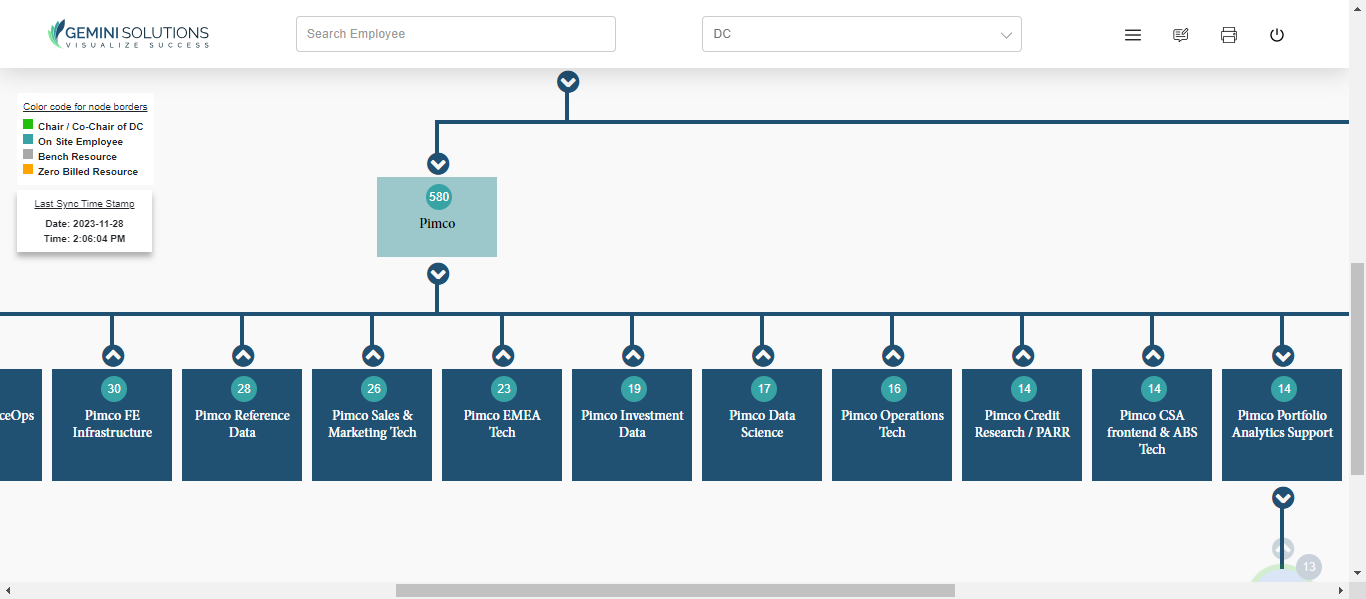 GEMINI SOLUTIONS
VISUALIZE SUCCESS
Search Employee
DC
Color code for node borders
Chair / Co-Chair of DC
On Site Employee
Bench Resource
Zero Billed Resource
Last Sync Time Stamp
Date: 2023-11-28
Time: 2:06:04 PM
580
Pimco
ceOps
30
Pimco FE
Infrastructure
28
Pimco Reference
Data
26
Pimco Sales &
Marketing Tech
23
Pimco EMEA
Tech
19
Pimco Investment
Data
17
Pimco Data
Science
16
Pimco Operations
Tech
14
Pimco Credit
Research / PARR
14
Pimco CSA
frontend & ABS
Tech
14
Pimco Portfolio
Analytics Support
13